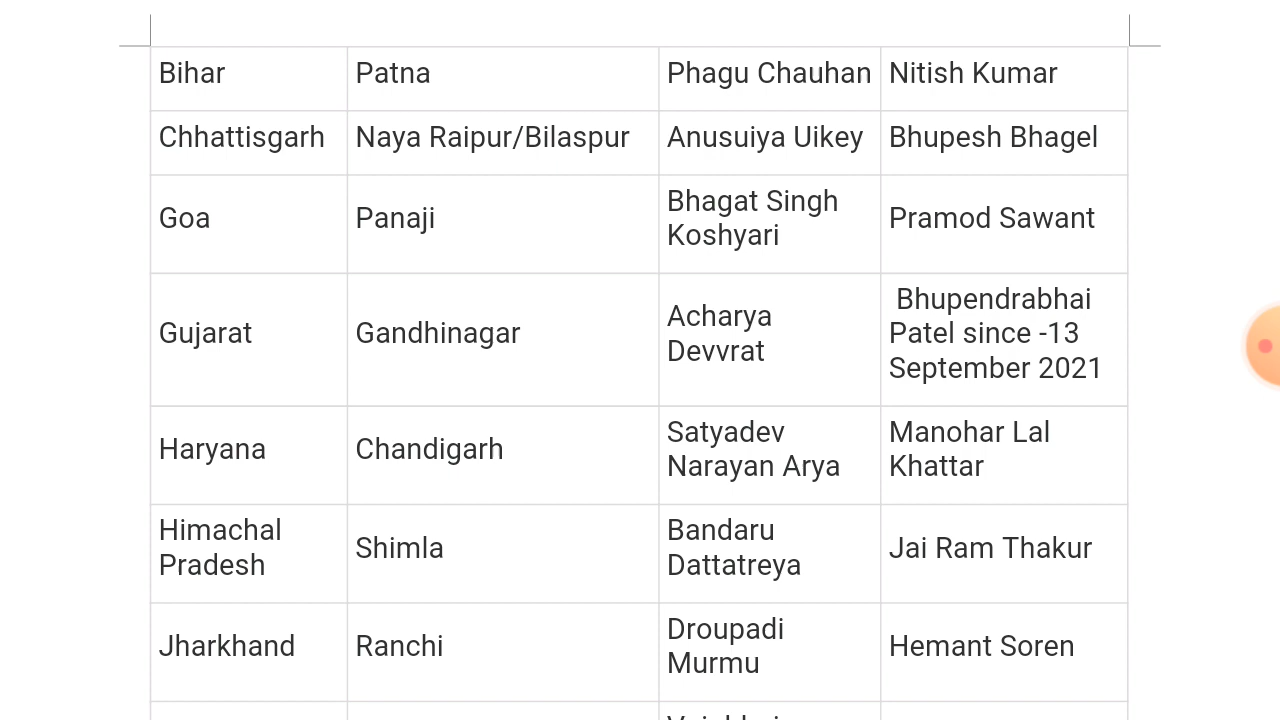 Bihar Patna Phagu Chauhan Nitish Kumar
Chhattisgarh Naya Raipur/Bilaspur Anusuiya Uikey Bhupesh Bhagel
Goa Panaji Bhagat Singh Koshyari Pramod Sawant
Gujarat Gandhinagar Acharya Devvrat Bhupendrabhai Patel since -13 September 2021
Haryana Chandigarh Satyadev Narayan Arya Manohar Lal Khattar
Himachal Pradesh Shimla Bandaru Dattatreya Jai Ram Thakur
Jharkhand Ranchi Droupadi Murmu Hemant Soren